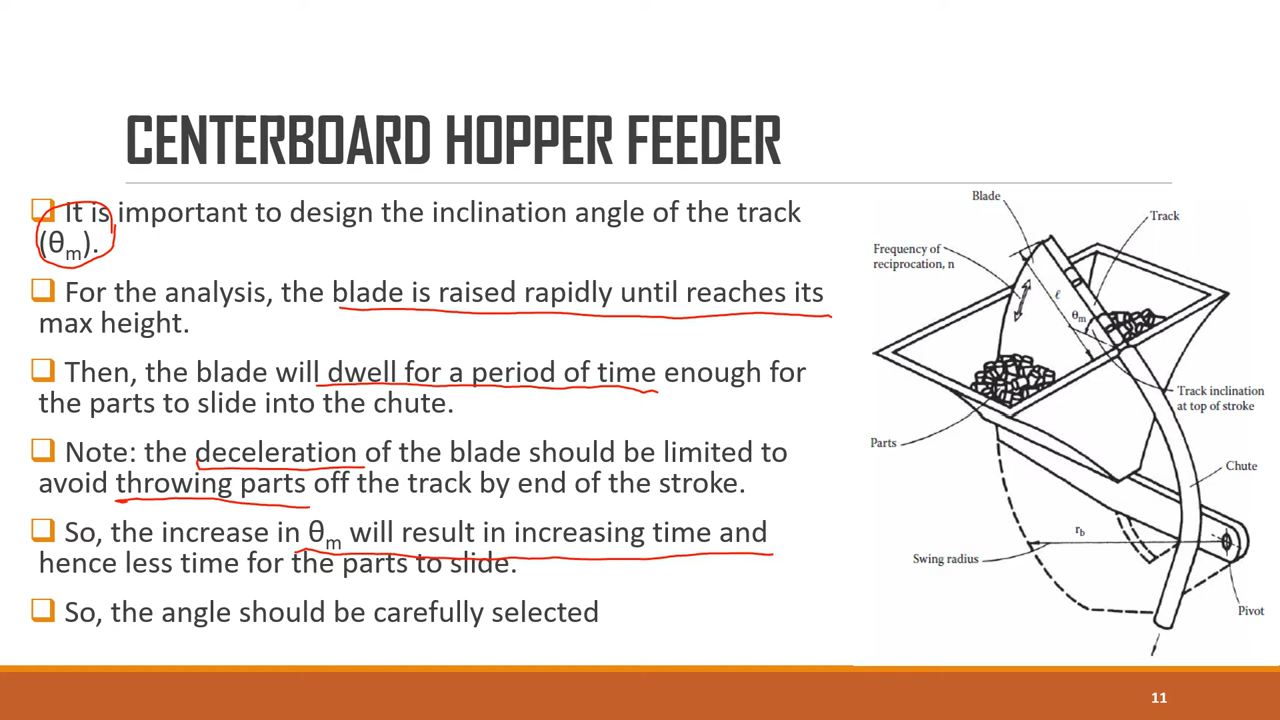 CENTERBOARD HOPPER FEEDER
It is important to design the inclination angle of the track
(θm).
For the analysis, the blade is raised rapidly until reaches its
max height.
Then, the blade will dwell for a period of time enough for
the parts to slide into the chute.
Note: the deceleration of the blade should be limited to
avoid throwing parts off the track by end of the stroke.
So, the increase in θm will result in increasing time and
hence less time for the parts to slide.
So, the angle should be carefully selected
Blade
Track
Frequency of
reciprocation, n
ℓ
θm
Track inclination
at top of stroke
Parts
Chute
rb
Swing radius
Pivot
11